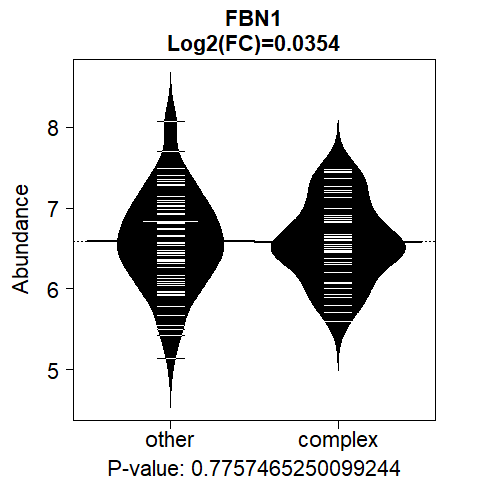 FBN1
Log2(FC)=0.0354
Abundance
8
7
6
5
other complex
P-value: 0.7757465250099244